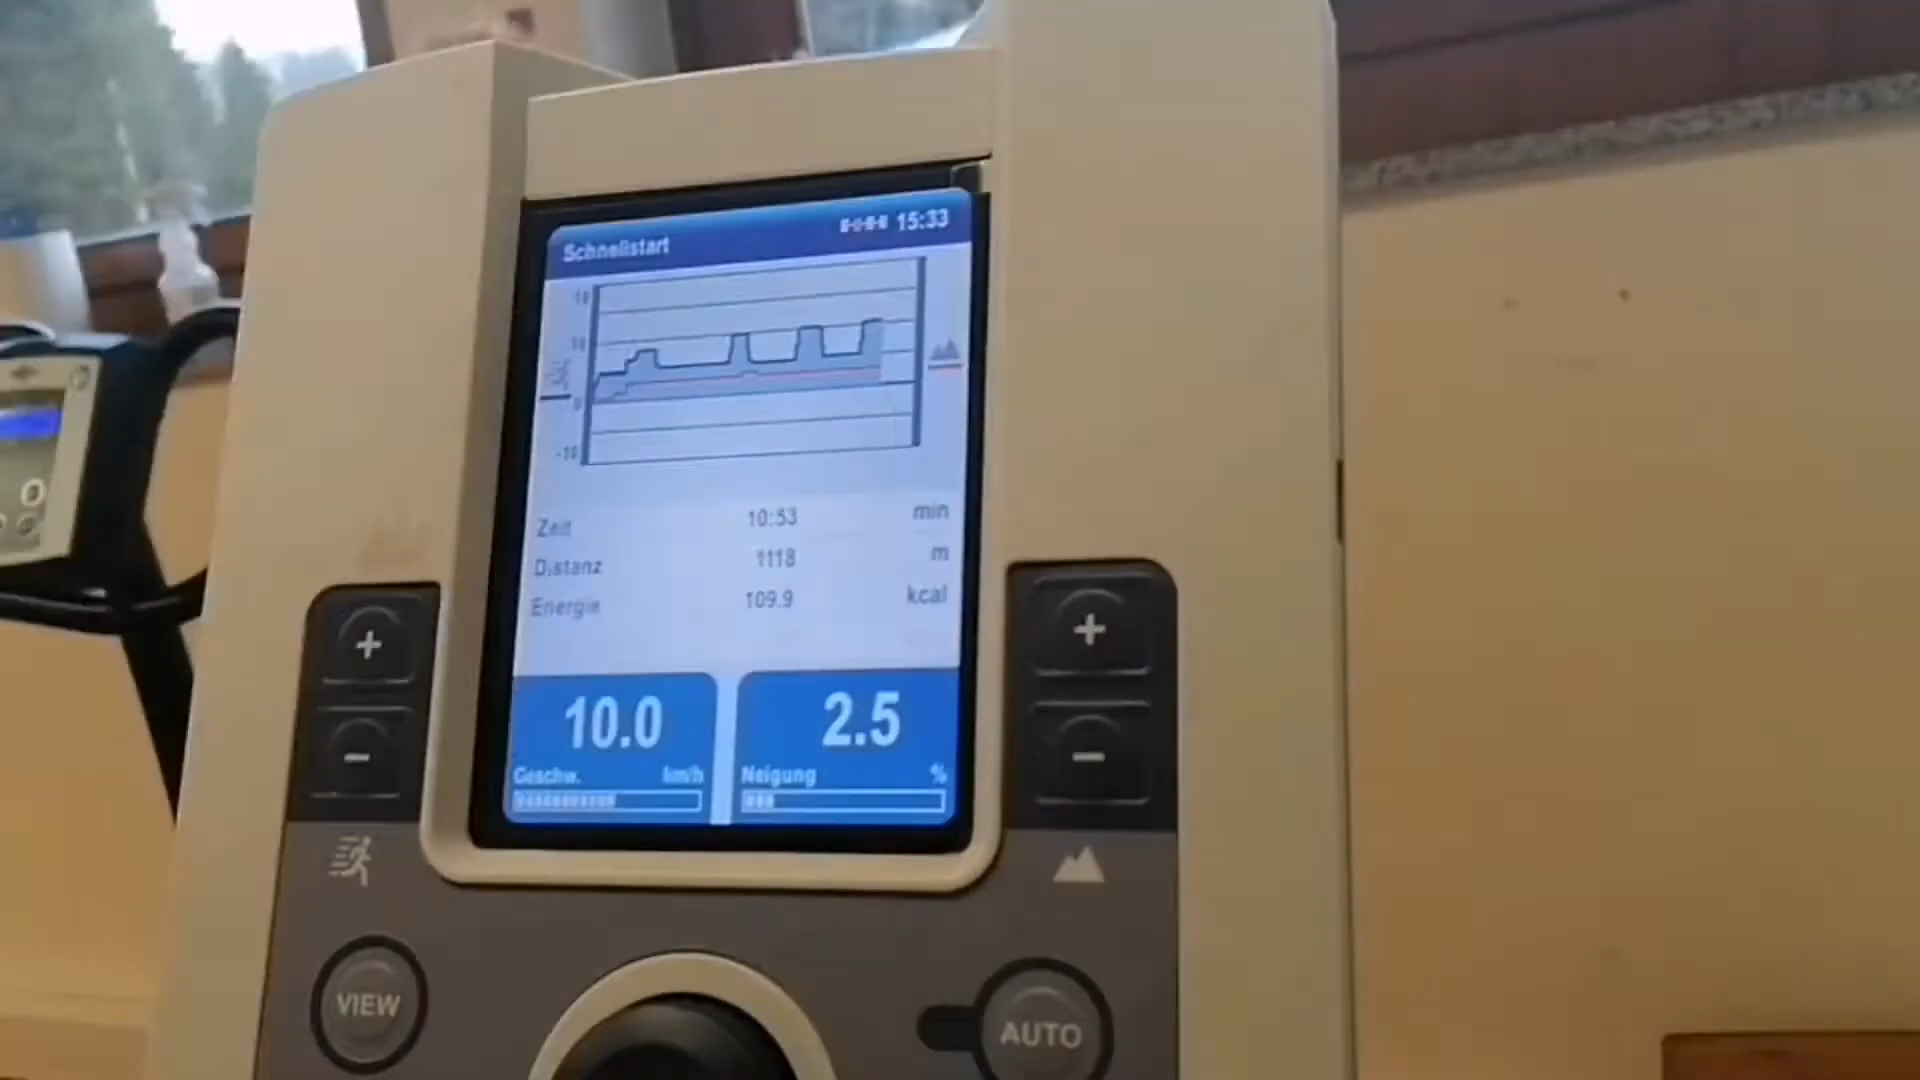 Schnellstart 15:33
10
0
-10
Zeit 10:53 min
Distanz 1118 m
Energie 109.9 kcal
10.0 2.5
Geschw. km/h Neigung %
+ +
- -
VIEW AUTO